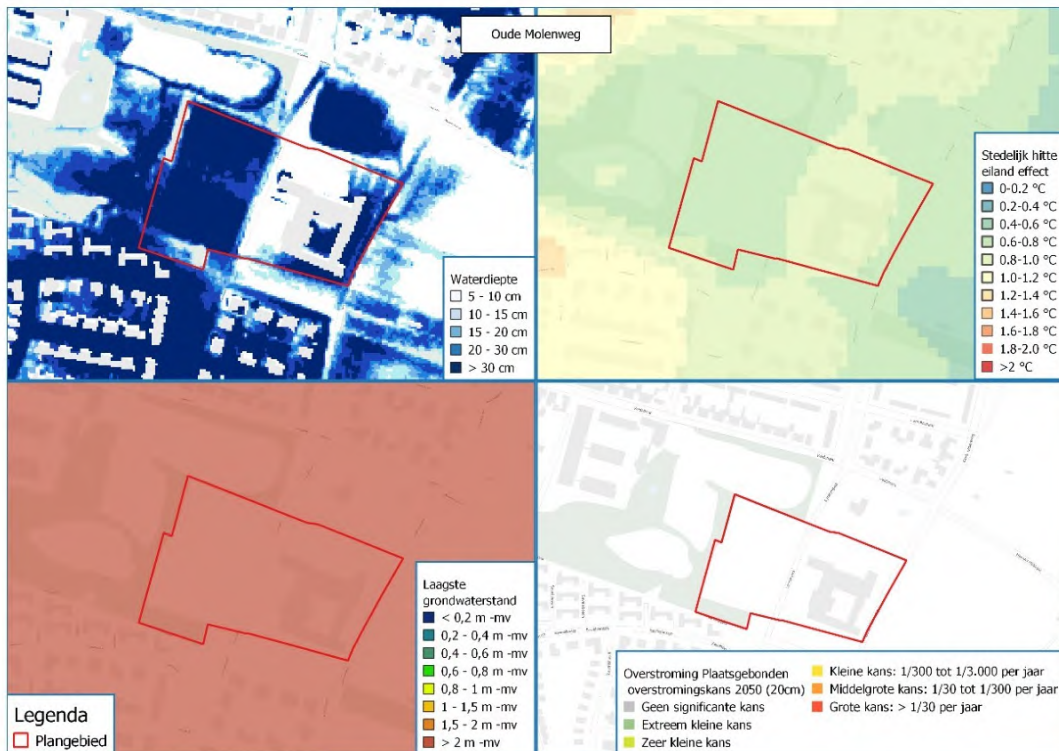 Oude Molenweg
Waterdiepte
5 - 10 cm
10 - 15 cm
15 - 20 cm
20 - 30 cm
> 30 cm
Stedelijk hitte
eiland effect
0-0.2 °C
0.2-0.4 °C
0.4-0.6 °C
0.6-0.8 °C
0.8-1.0 °C
1.0-1.2 °C
1.2-1.4 °C
1.4-1.6 °C
1.6-1.8 °C
1.8-2.0 °C
>2 °C
Legenda
Plangebied
Laagste
grondwaterstand
< 0,2 m -mv
0,2 - 0,4 m -mv
0,4 - 0,6 m -mv
0,6 - 0,8 m -mv
0,8 - 1 m -mv
1 - 1,5 m -mv
1,5 - 2 m -mv
> 2 m -mv
Overstroming Plaatsgebonden
overstromingskans 2050 (20cm)
Geen significante kans
Extreem kleine kans
Zeer kleine kans
Kleine kans: 1/300 tot 1/3.000 per jaar
Middelgrote kans: 1/30 tot 1/300 per jaar
Grote kans: > 1/30 per jaar